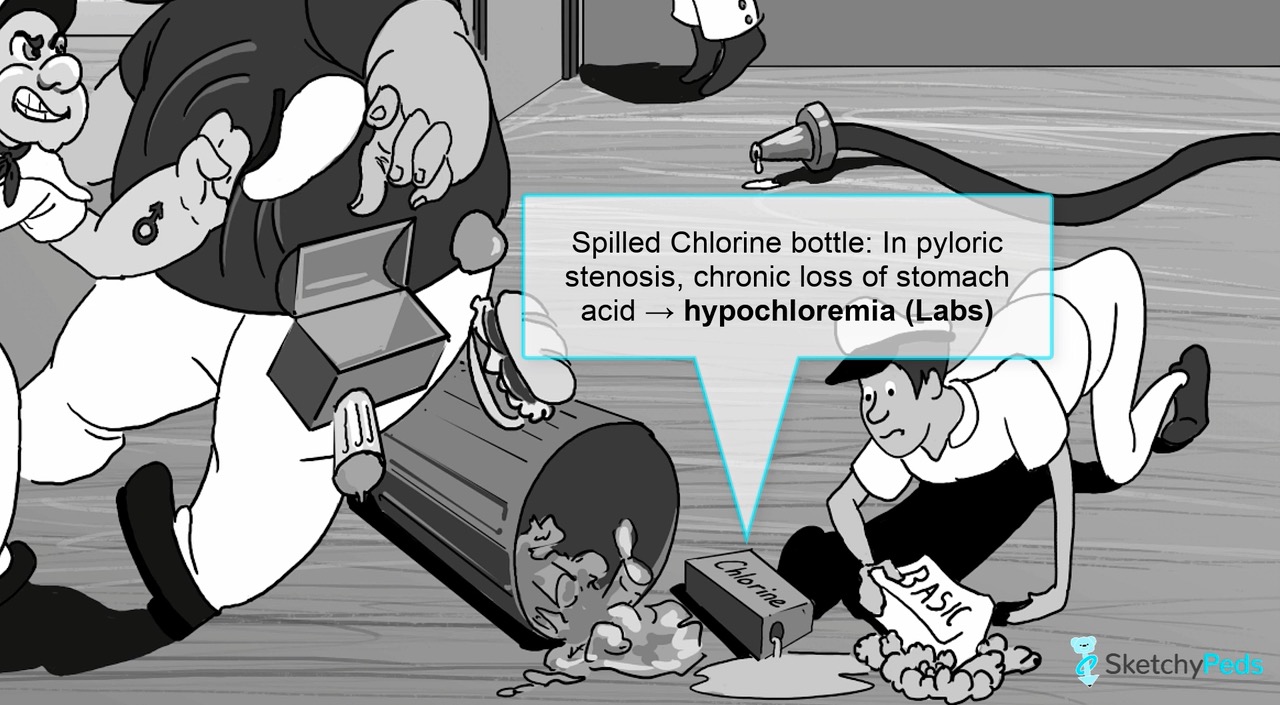 Spilled Chlorine bottle: In pyloric
stenosis, chronic loss of stomach
acid → hypochloremia (Labs)
Chlorine
BASIC
SketchyPeds